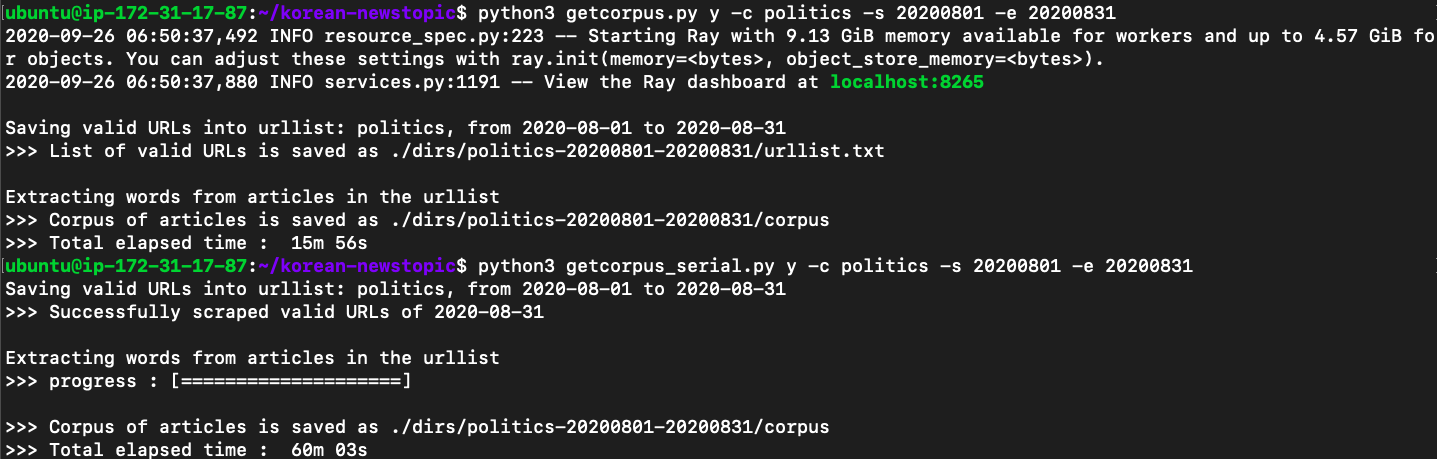 ubuntu@ip-172-31-17-87:~/korean-newstopic$ python3 getcorpus.py y -c politics -s 20200801 -e 20200831
2020-09-26 06:50:37,492 INFO resource_spec.py:223 -- Starting Ray with 9.13 GiB memory available for workers and up to 4.57 GiB fo
r objects. You can adjust these settings with ray.init(memory=<bytes>, object_store_memory=<bytes>).
2020-09-26 06:50:37,880 INFO services.py:1191 -- View the Ray dashboard at localhost:8265
Saving valid URLs into urllist: politics, from 2020-08-01 to 2020-08-31
>>> List of valid URLs is saved as ./dirs/politics-20200801-20200831/urllist.txt
Extracting words from articles in the urllist
>>> Corpus of articles is saved as ./dirs/politics-20200801-20200831/corpus
>>> Total elapsed time :  15m 56s
ubuntu@ip-172-31-17-87:~/korean-newstopic$ python3 getcorpus_serial.py y -c politics -s 20200801 -e 20200831
Saving valid URLs into urllist: politics, from 2020-08-01 to 2020-08-31
>>> Successfully scraped valid URLs of 2020-08-31
Extracting words from articles in the urllist
>>> progress : [====================]
>>> Corpus of articles is saved as ./dirs/politics-20200801-20200831/corpus
>>> Total elapsed time :  60m 03s